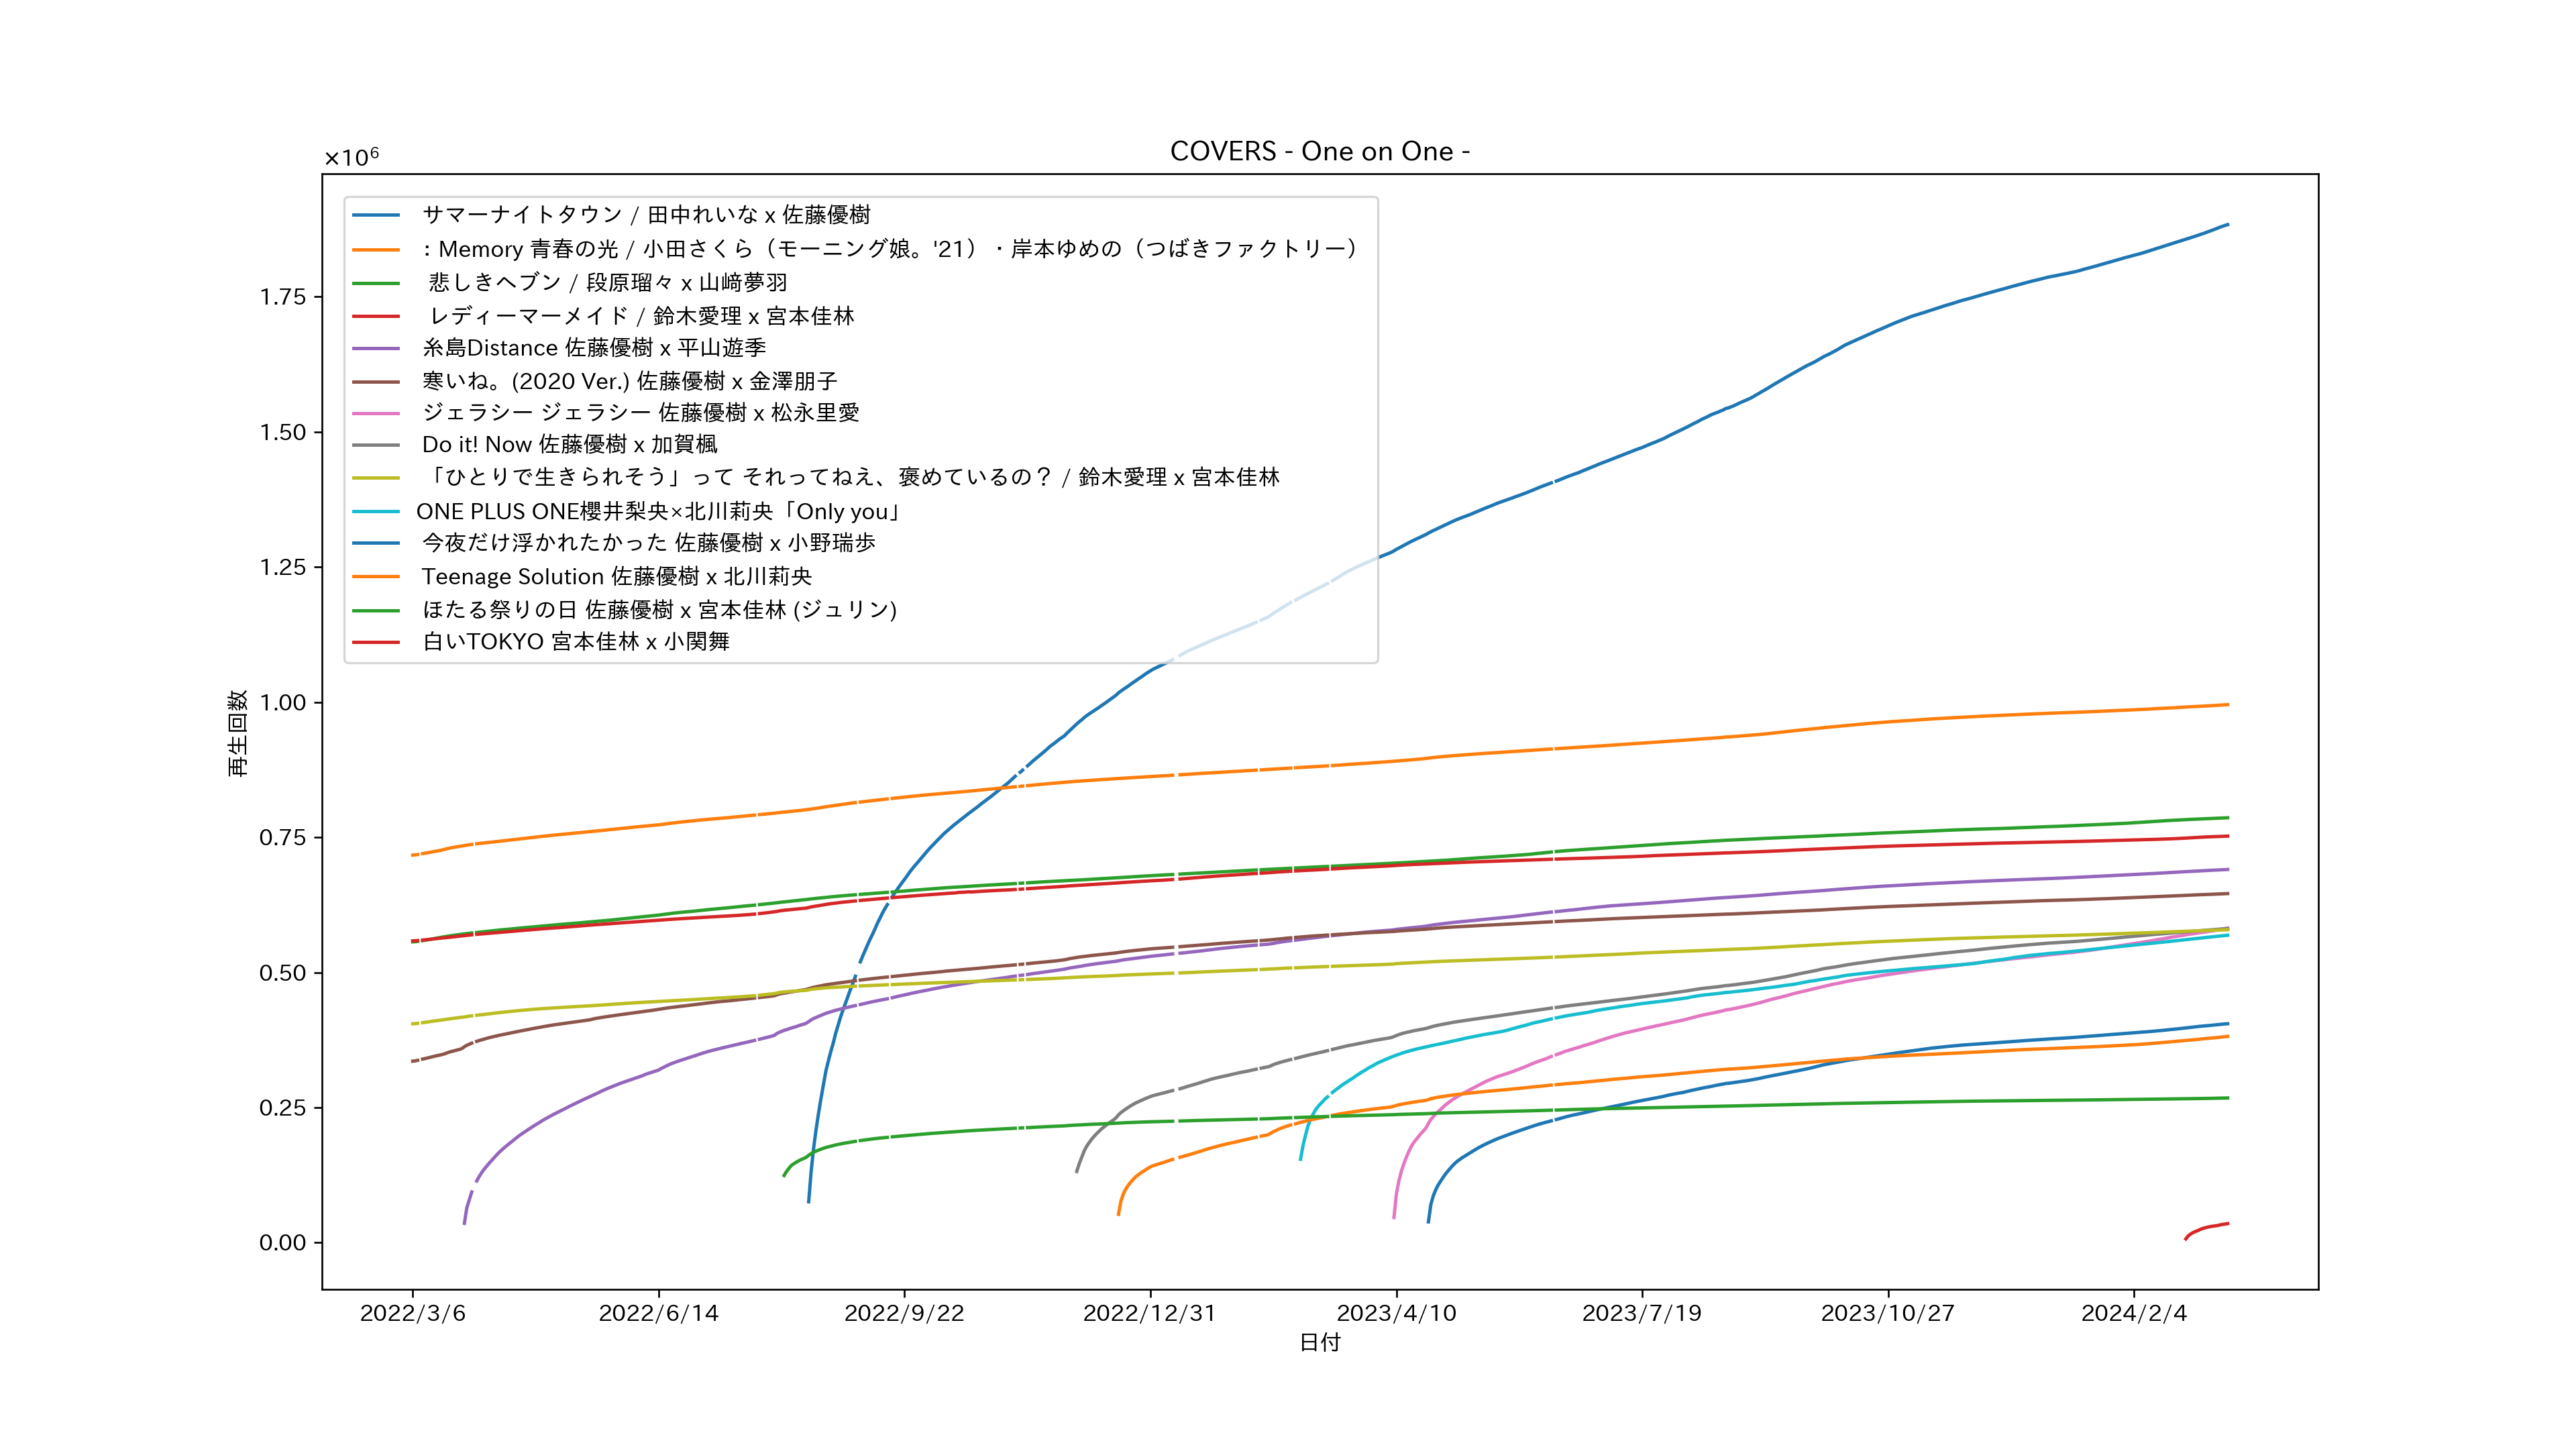 COVERS - One on One -
×10⁶
サマーナイトタウン / 田中れいな x 佐藤優樹
: Memory 青春の光 / 小田さくら（モーニング娘。'21）・岸本ゆめの（つばきファクトリー）
悲しきヘブン / 段原瑠々 x 山﨑夢羽
レディーマーメイド / 鈴木愛理 x 宮本佳林
糸島Distance 佐藤優樹 x 平山遊季
寒いね。(2020 Ver.) 佐藤優樹 x 金澤朋子
ジェラシー ジェラシー 佐藤優樹 x 松永里愛
Do it! Now 佐藤優樹 x 加賀楓
「ひとりで生きられそう」って それってねえ、褒めているの？ / 鈴木愛理 x 宮本佳林
ONE PLUS ONE櫻井梨央×北川莉央「Only you」
今夜だけ浮かれたかった 佐藤優樹 x 小野瑞歩
Teenage Solution 佐藤優樹 x 北川莉央
ほたる祭りの日 佐藤優樹 x 宮本佳林 (ジュリン)
白いTOKYO 宮本佳林 x 小関舞
1.75
1.50
1.25
1.00
0.75
0.50
0.25
0.00
再生回数
2022/3/6 2022/6/14 2022/9/22 2022/12/31 2023/4/10 2023/7/19 2023/10/27 2024/2/4
日付